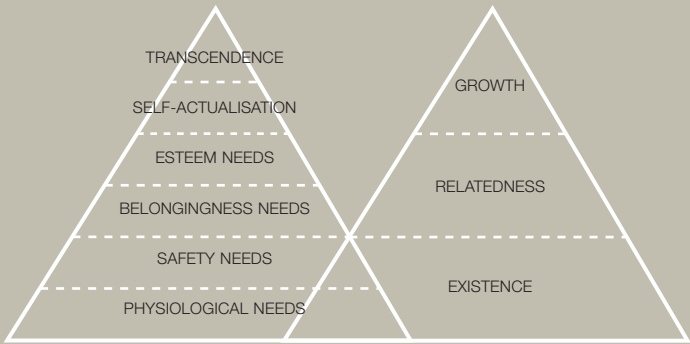 TRANSCENDENCE
SELF-ACTUALISATION
ESTEEM NEEDS
BELONGINGNESS NEEDS
SAFETY NEEDS
PHYSIOLOGICAL NEEDS
GROWTH
RELATEDNESS
EXISTENCE